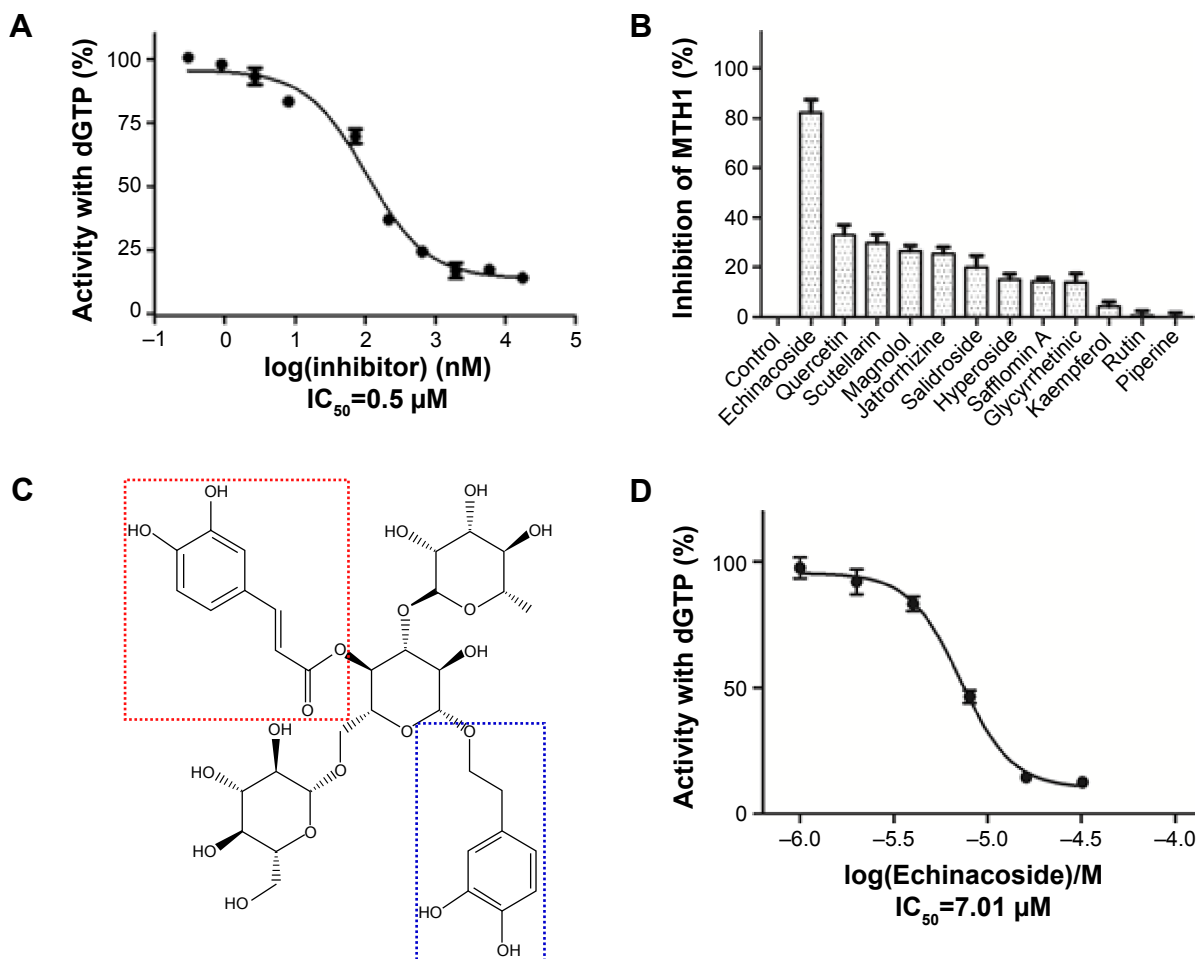 A
Activity with dGTP (%)
100
75
50
25
0
–1
0
1
2
3
4
5
log(inhibitor) (nM)
IC50=0.5 µM
B
Inhibition of MTH1 (%)
100
80
60
40
20
0
Control
Echinacoside
Quercetin
Scutellarin
Magnolol
Jatrorrhizine
Salidroside
Hyperoside
Safflomin A
Glycyrrhetinic
Kaempferol
Rutin
Piperine
C
OH
HO
OH
HO
OH
O
O
O
OH
O
O
OH
O
O
HO
HO
O
O
HO
HO
HO
OH
D
Activity with dGTP (%)
100
50
0
–6.0
–5.5
–5.0
–4.5
–4.0
log(Echinacoside)/M
IC50=7.01 µM